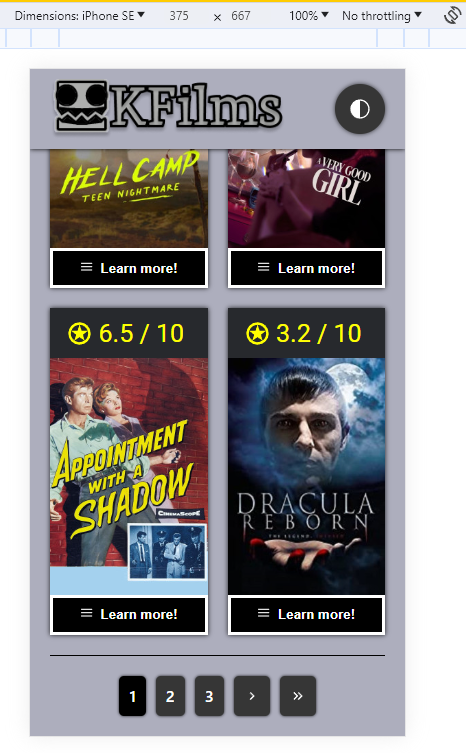 Dimensions: iPhone SE ▼ 375 × 667 100% ▼ No throttling ▼
KFilms
HELL CAMP
TEEN NIGHTMARE
A VERY GOOD
GIRL
Learn more!
Learn more!
6.5 / 10
3.2 / 10
APPOINTMENT
WITH A
SHADOW
CINEMASCOPE
DRACULA
REBORN
Learn more!
Learn more!
1 2 3 › »